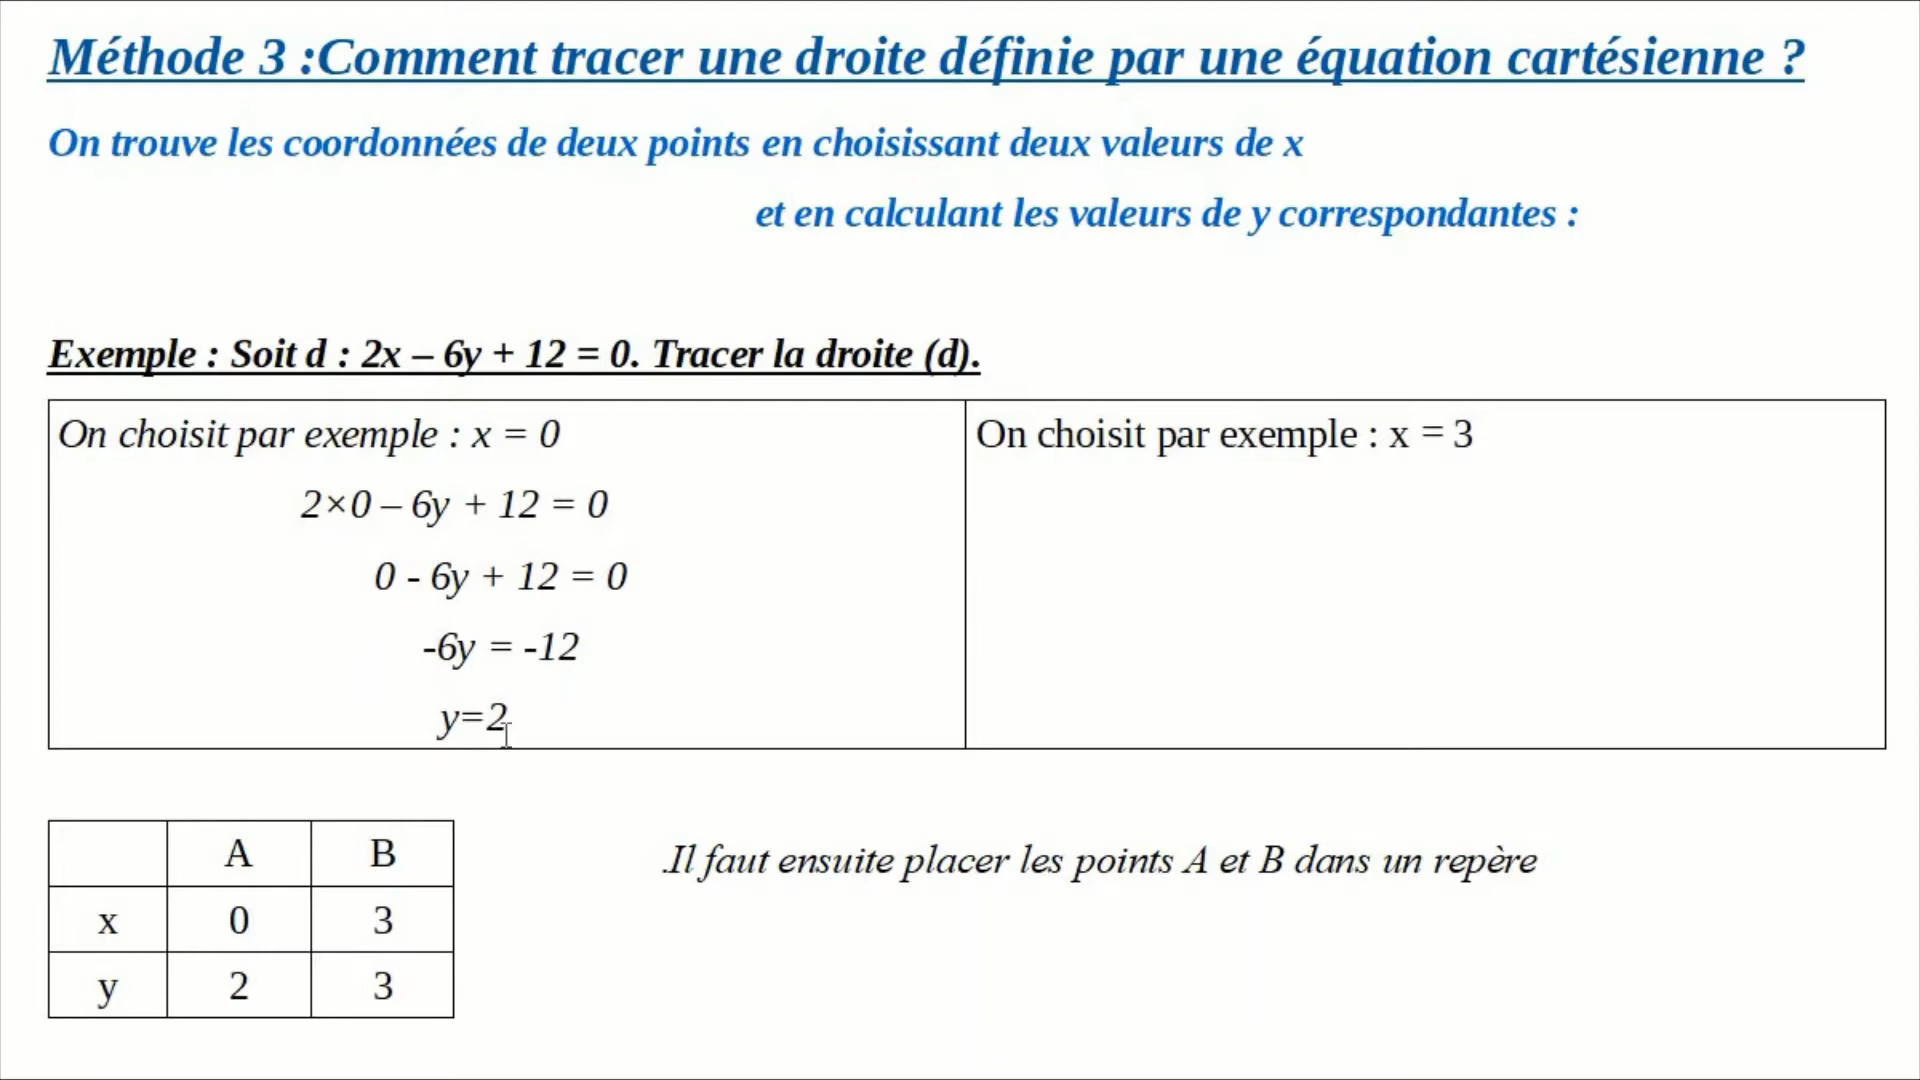 Méthode 3 :Comment tracer une droite définie par une équation cartésienne ?
On trouve les coordonnées de deux points en choisissant deux valeurs de x
et en calculant les valeurs de y correspondantes :
Exemple : Soit d : 2x – 6y + 12 = 0. Tracer la droite (d).
On choisit par exemple : x = 0
2×0 – 6y + 12 = 0
0 - 6y + 12 = 0
-6y = -12
y=2
On choisit par exemple : x = 3
A B
x 0 3
y 2 3
.Il faut ensuite placer les points A et B dans un repère